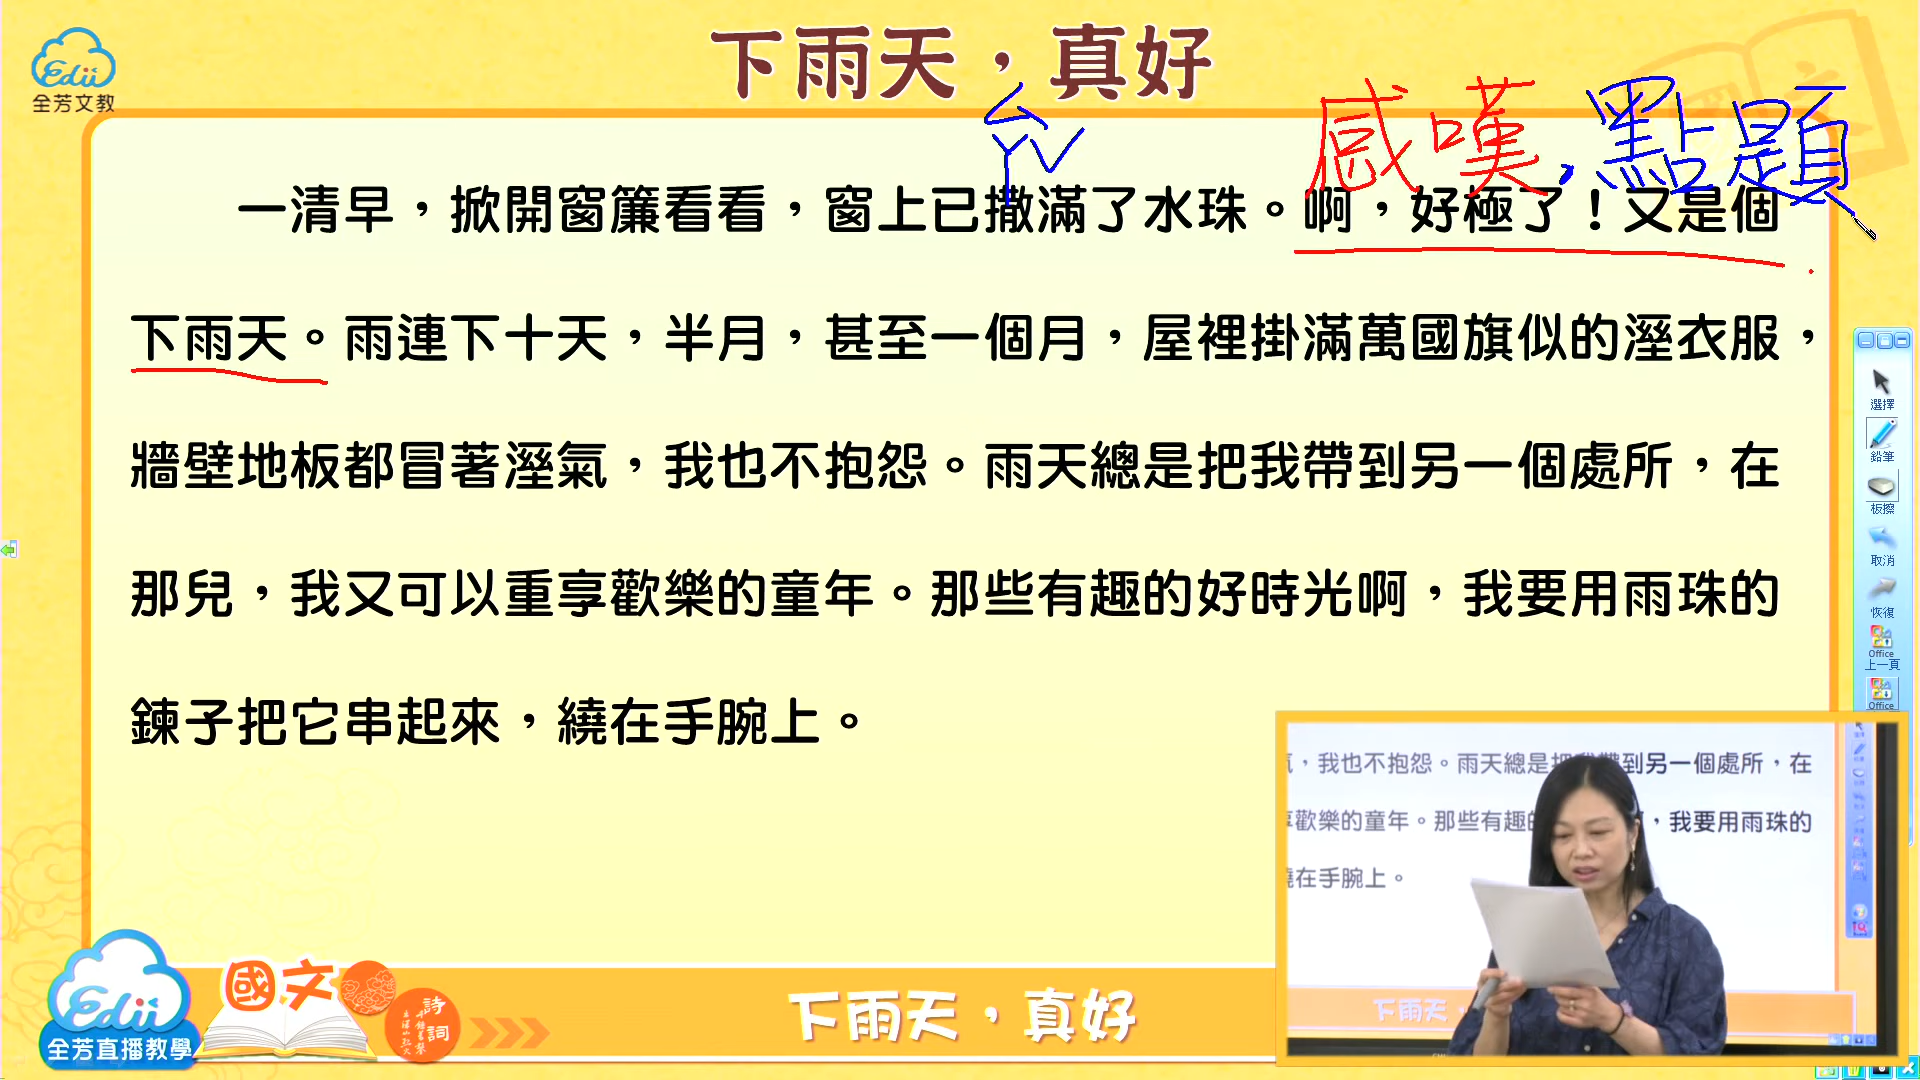 下雨天，真好
Edii
全芳文教
ㄙㄚˇ
感嘆，點題
一清早，掀開窗簾看看，窗上已撒滿了水珠。啊，好極了！又是個
下雨天。雨連下十天，半月，甚至一個月，屋裡掛滿萬國旗似的溼衣服，
牆壁地板都冒著溼氣，我也不抱怨。雨天總是把我帶到另一個處所，在
那兒，我又可以重享歡樂的童年。那些有趣的好時光啊，我要用雨珠的
鍊子把它串起來，繞在手腕上。
選擇
鉛筆
板擦
取消
恢復
Office
上一頁
Office
，我也不抱怨。雨天總是把我帶到另一個處所，在
歡樂的童年。那些有趣的，我要用雨珠的
在手腕上。
下雨天，
Edii
全芳直播教學
國文
詩詞
下雨天，真好